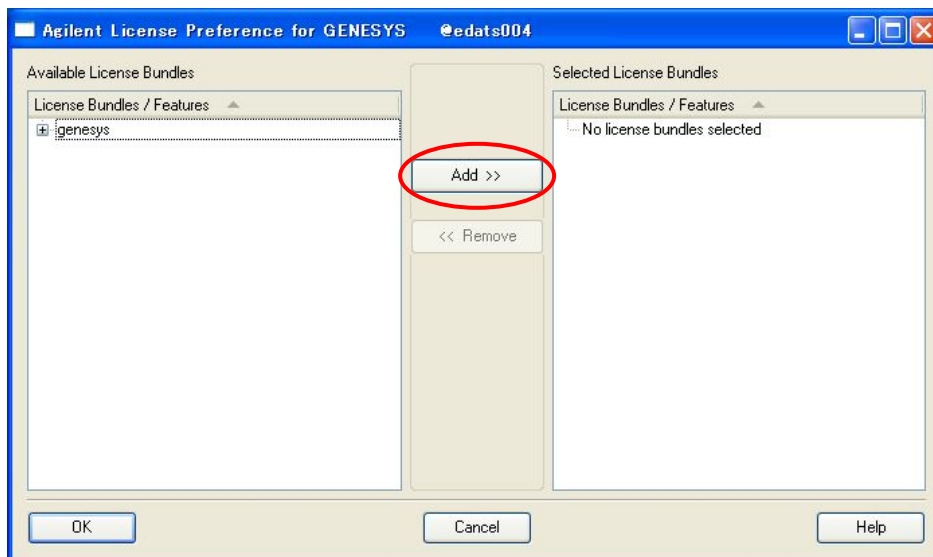 Agilent License Preference for GENESYS @edats004
Available License Bundles
License Bundles / Features
genesys
Add >>
<< Remove
Selected License Bundles
License Bundles / Features
No license bundles selected
OK
Cancel
Help